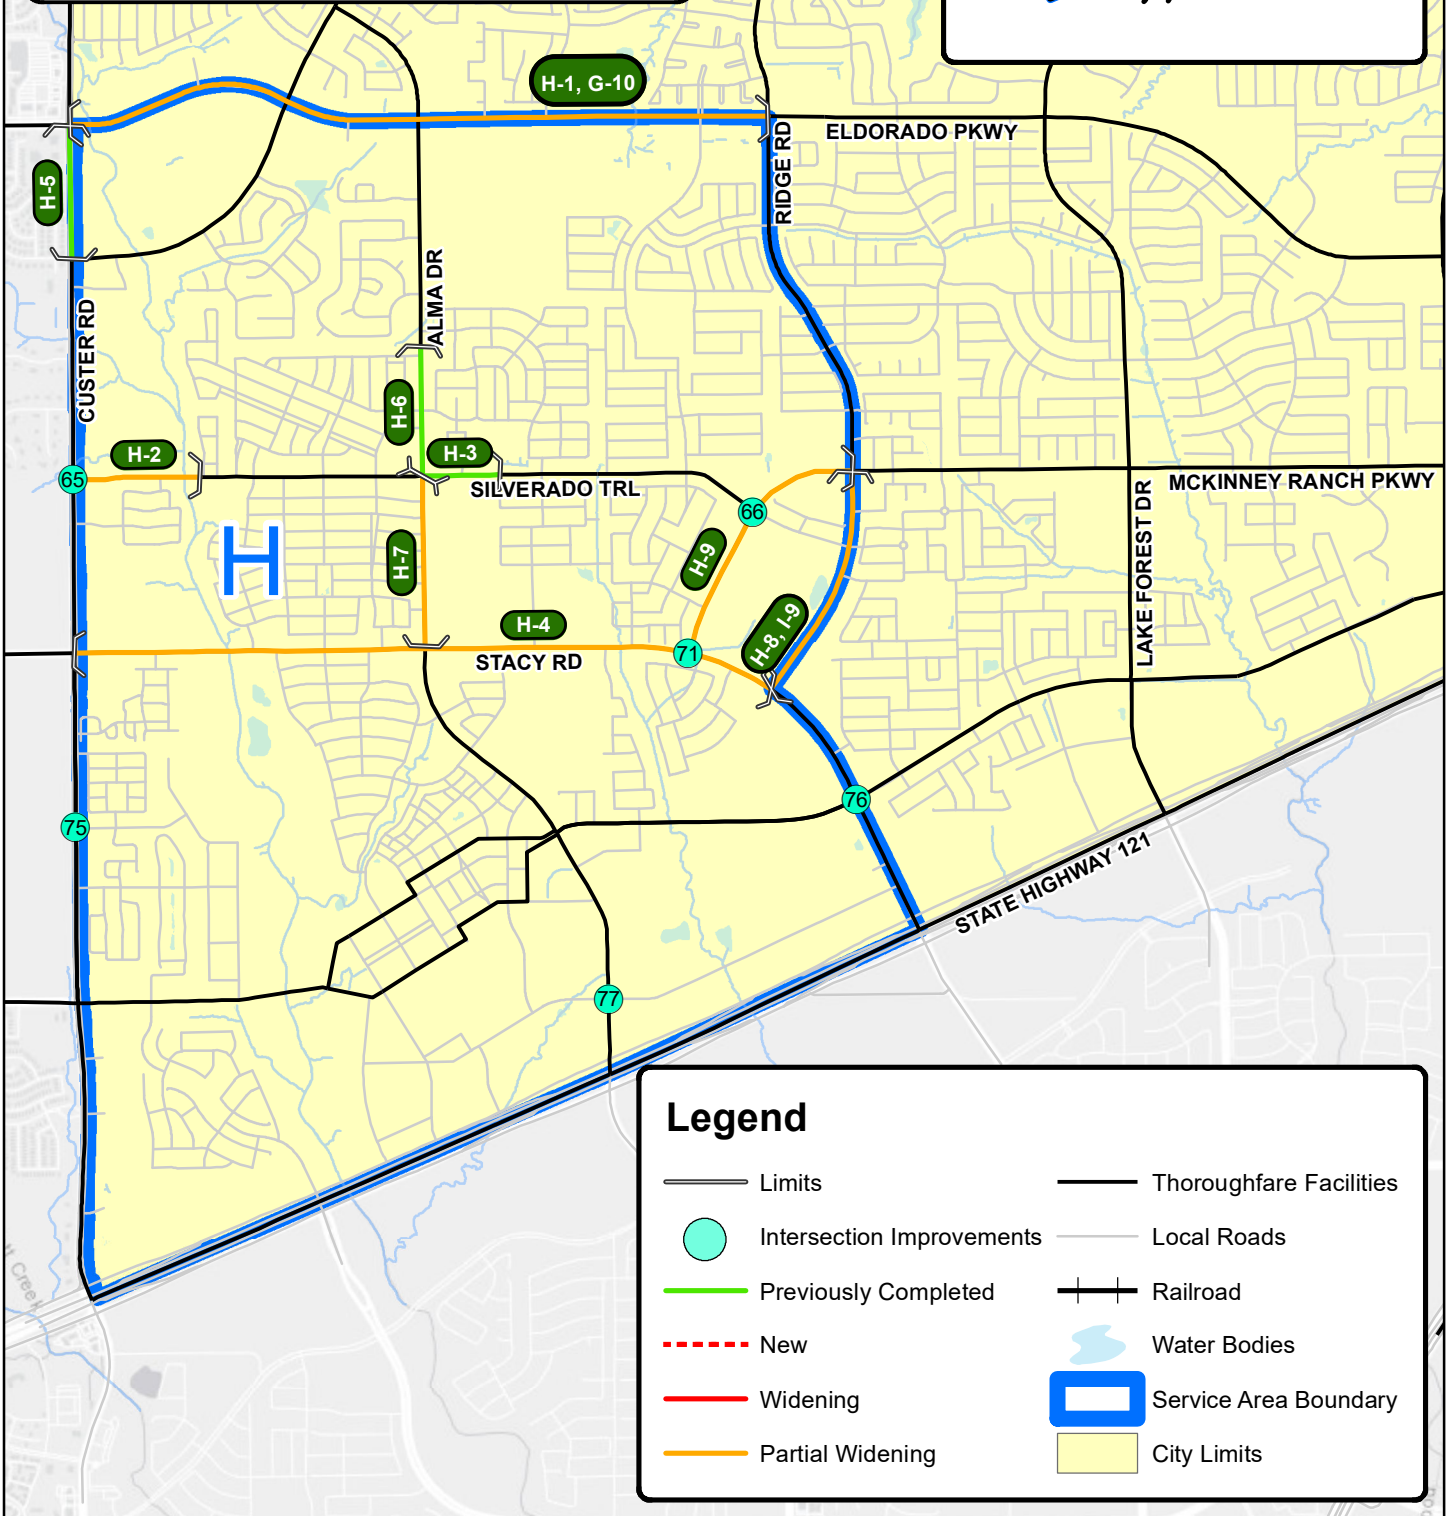 H-1, G-10
ELDORADO PKWY
RIDGE RD
H-5
ALMA DR
CUSTER RD
H-6
H-3
H-2
65
SILVERADO TRL
MCKINNEY RANCH PKWY
66
H
H-7
H-9
LAKE FOREST DR
H-4
H-8, I-9
STACY RD
71
76
75
STATE HIGHWAY 121
77
Creek
Legend
Limits
Thoroughfare Facilities
Intersection Improvements
Local Roads
Previously Completed
Railroad
New
Water Bodies
Widening
Service Area Boundary
Partial Widening
City Limits